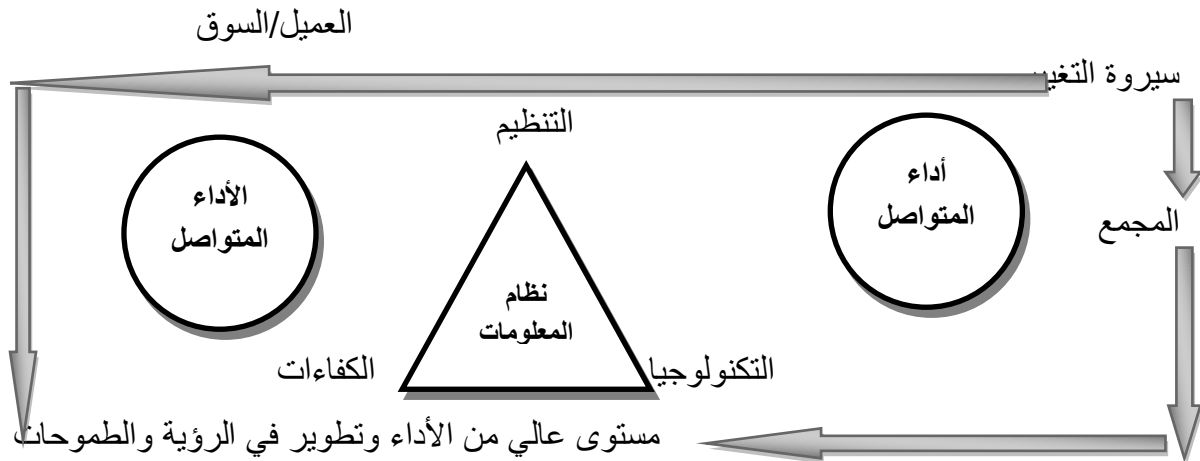 العميل/السوق
سيروة التغيير
التنظيم
أداء
المتواصل
الأداء
المتواصل
المجمع
نظام
المعلومات
التكنولوجيا
الكفاءات
مستوى عالي من الأداء وتطوير في الرؤية والطموحات